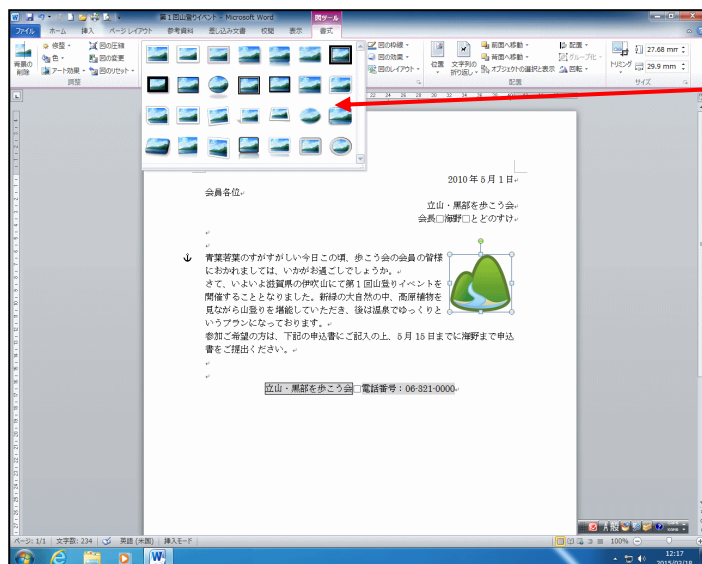 第1回山登りイベント - Microsoft Word
図ツール
ファイル ホーム 挿入 ページ レイアウト 参考資料 差し込み文書 校閲 表示 書式
背景の削除
修整
色
アート効果
図の圧縮
図の変更
図のリセット
調整
図の枠線
図の効果
図のレイアウト
位置
文字列の折り返し
前面へ移動
背面へ移動
オブジェクトの選択と表示
配置
グループ化
回転
配置
トリミング
27.68 mm
29.9 mm
サイズ
2010年5月1日
会員各位
立山・黒部を歩こう会
会長□海野□とどのすけ
青葉若葉のすがすがしい今日この頃、歩こう会の会員の皆様
におかれましては、いかがお過ごしでしょうか。
さて、いよいよ滋賀県の伊吹山にて第1回山登りイベントを
開催することとなりました。新緑の大自然の中、高原植物を
見ながら山登りを堪能していただき、後は温泉でゆっくりと
いうプランになっております。
参加ご希望の方は、下記の申込書にご記入の上、5月15日までに海野まで申込
書をご提出ください。
立山・黒部を歩こう会□電話番号：06-321-0000
ページ: 1/1 文字数: 234 英語 (米国) 挿入モード
100%
A 般
12:17
2015/02/18